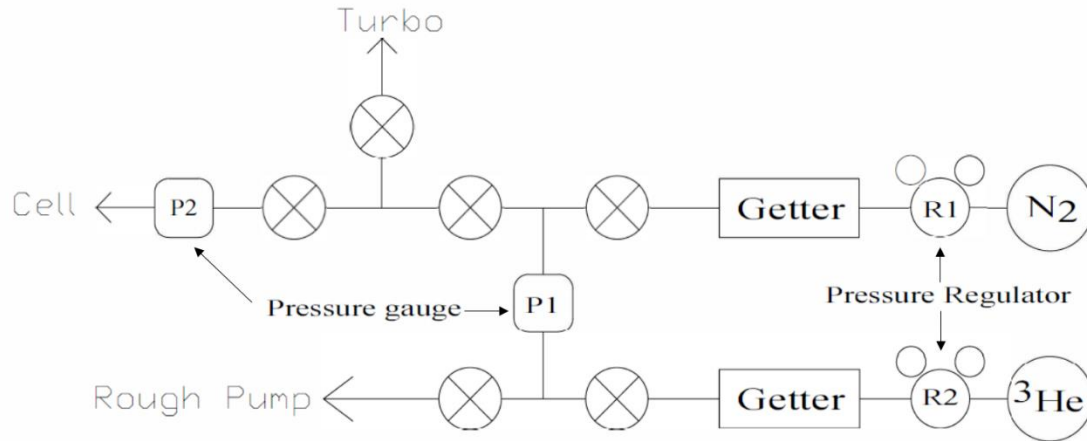 Turbo
Cell
P2
Getter
R1
N2
Pressure gauge
P1
Pressure Regulator
Rough Pump
Getter
R2
³He